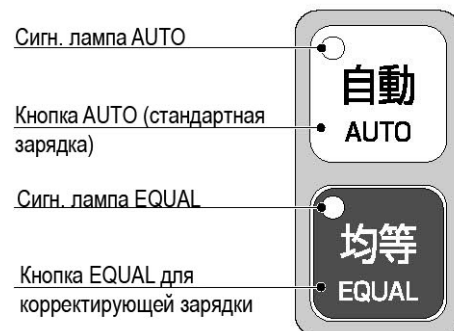 Сигн. лампа AUTO
Кнопка AUTO (стандартная
зарядка)
Сигн. лампа EQUAL
Кнопка EQUAL для
корректирующей зарядки
自動
AUTO
均等
EQUAL